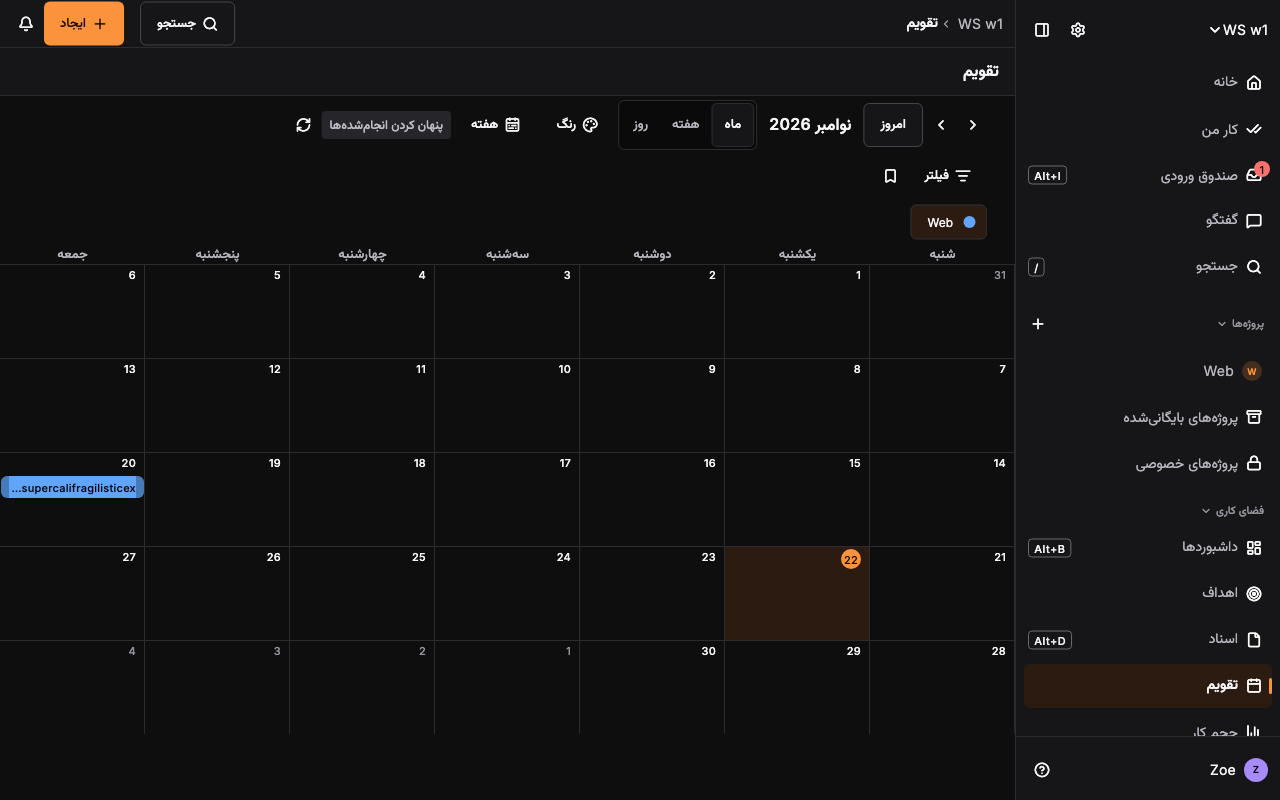 WS w1
خانه
کار من
1
صندوق ورودی
Alt+I
گفتگو
جستجو
/
پروژه‌ها
W
Web
پروژه‌های بایگانی‌شده
پروژه‌های خصوصی
فضای کاری
داشبوردها
Alt+B
اهداف
اسناد
Alt+D
تقویم
حجم کار
Z
Zoe
WS w1 › تقویم
جستجو
ایجاد
تقویم
امروز
نوامبر 2026
ماه
هفته
روز
رنگ
هفته
پنهان کردن انجام‌شده‌ها
فیلتر
Web
شنبه یکشنبه دوشنبه سه‌شنبه چهارشنبه پنجشنبه جمعه
31 1 2 3 4 5 6
7 8 9 10 11 12 13
14 15 16 17 18 19 20
supercalifragilisticex...
21 22 23 24 25 26 27
28 29 30 1 2 3 4